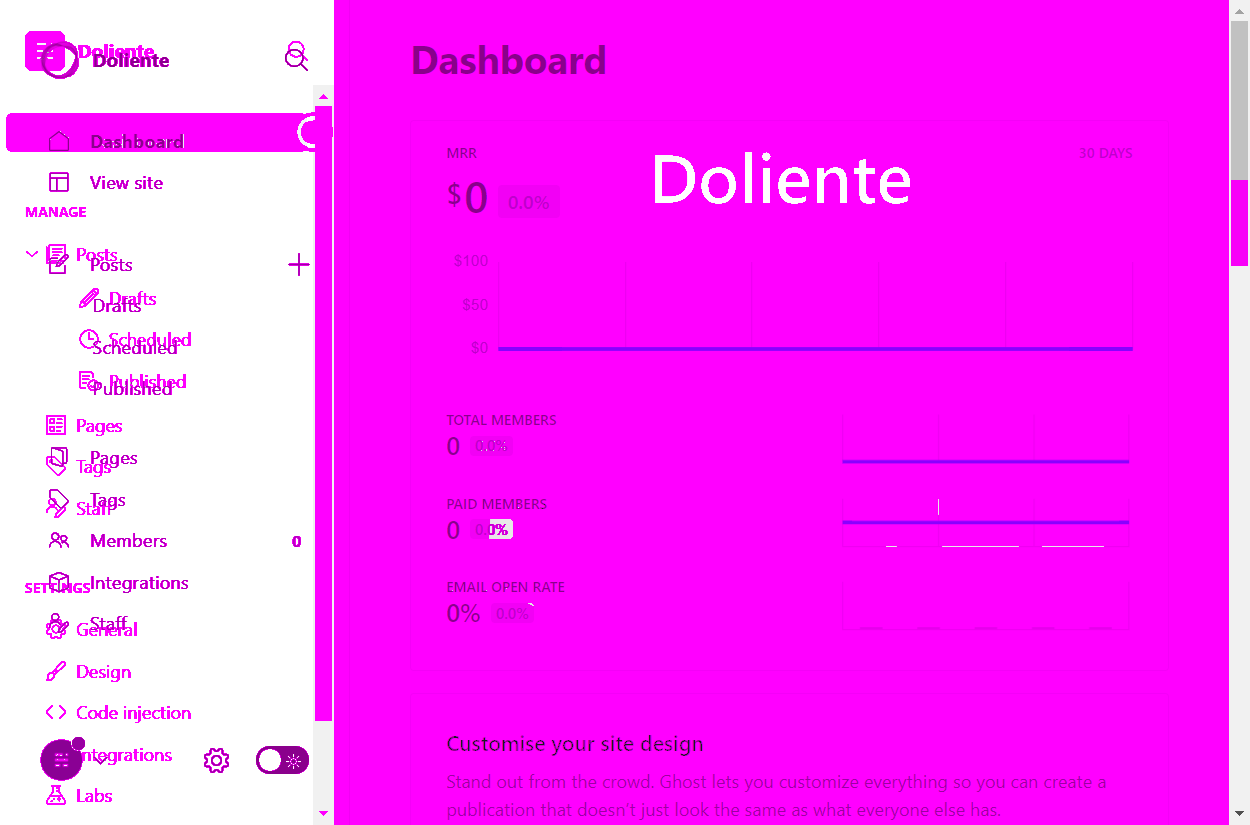 Doliente
Doliente
Dashboard
View site
MANAGE
Posts
Posts
Drafts
Drafts
Scheduled
Scheduled
Published
Published
Pages
Pages
Tags
Tags
Staff
Members 0
Integrations
SETTINGS
Staff
General
Design
Code injection
Integrations
Labs
Dashboard
MRR
30 DAYS
$0 0.0%
Doliente
$100
$50
$0
TOTAL MEMBERS
0 0.0%
PAID MEMBERS
0 0.0%
EMAIL OPEN RATE
0% 0.0%
Customise your site design
Stand out from the crowd. Ghost lets you customize everything so you can create a
publication that doesn't just look the same as what everyone else has.